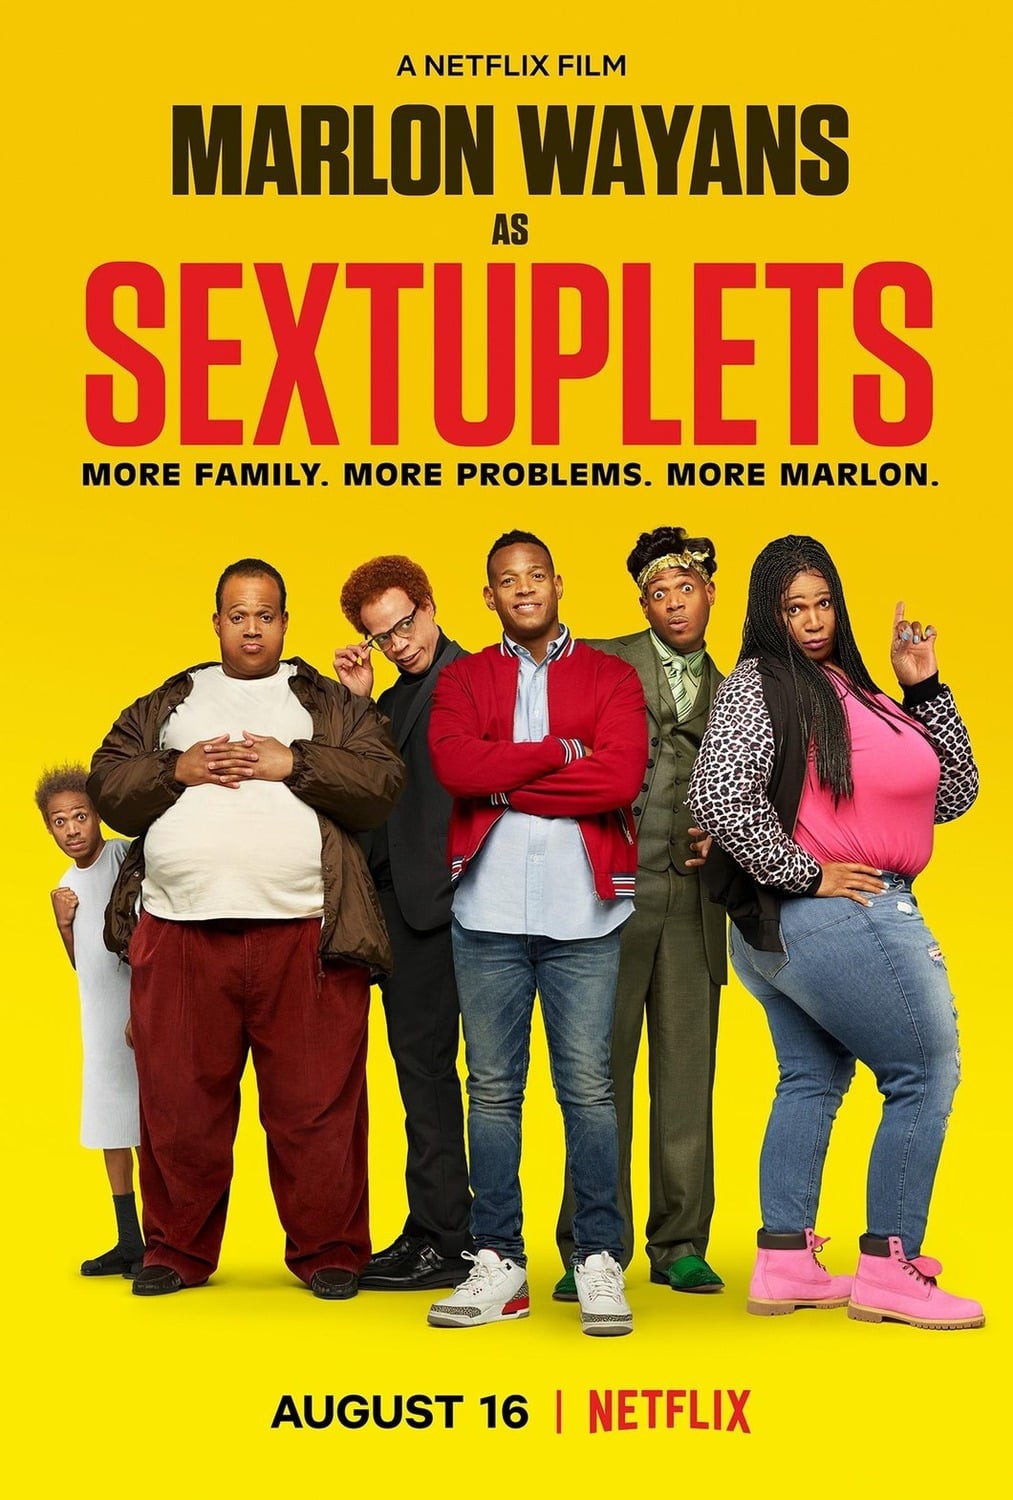 A NETFLIX FILM
MARLON WAYANS
AS
SEXTUPLETS
MORE FAMILY. MORE PROBLEMS. MORE MARLON.
AUGUST 16 | NETFLIX